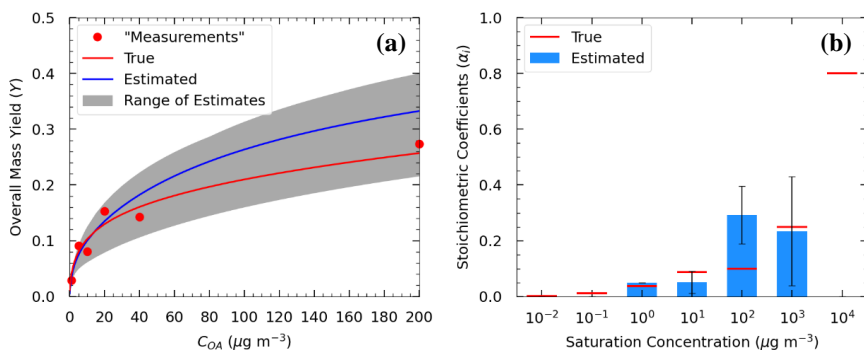 (a)
"Measurements"
True
Estimated
Range of Estimates
Overall Mass Yield (Y)
0.5
0.4
0.3
0.2
0.1
0.0
0 20 40 60 80 100 120 140 160 180 200
C_OA (μg m⁻³)
(b)
True
Estimated
Stoichiometric Coefficients (α_i)
1.0
0.8
0.6
0.4
0.2
0.0
10⁻² 10⁻¹ 10⁰ 10¹ 10² 10³ 10⁴
Saturation Concentration (μg m⁻³)